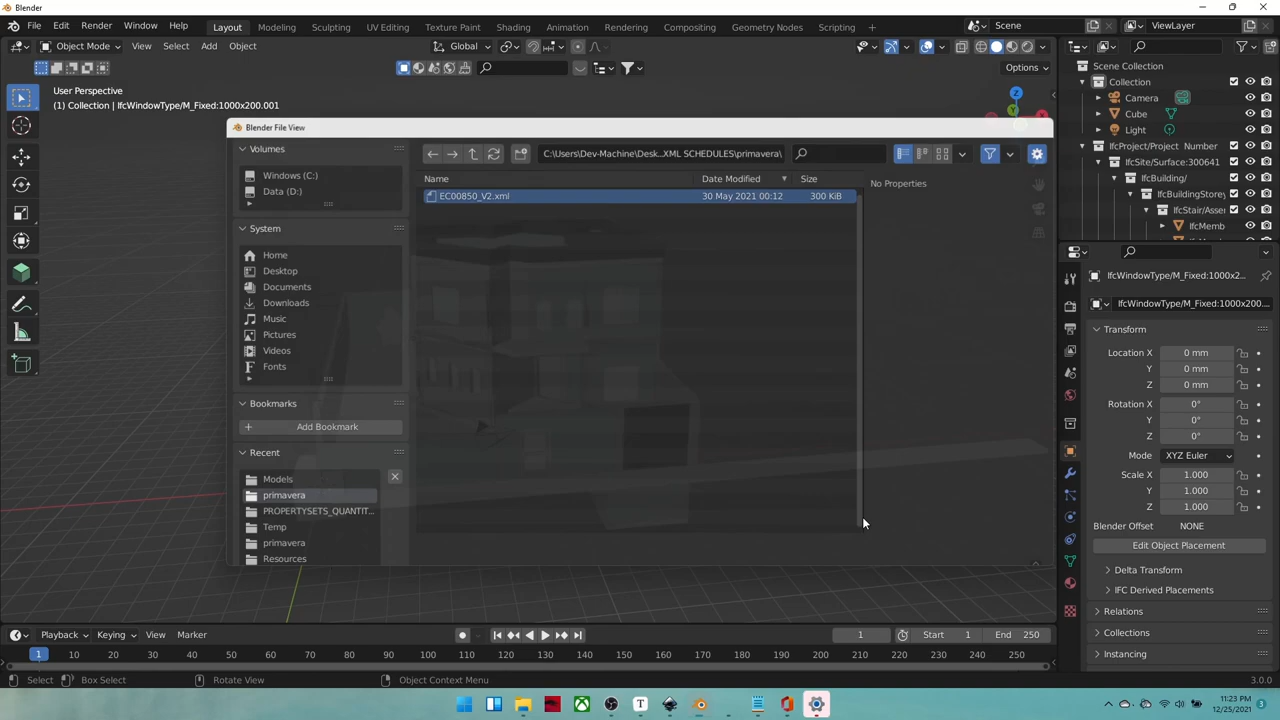 Blender
File Edit Render Window Help Layout Modeling Sculpting UV Editing Texture Paint Shading Animation Rendering Compositing Geometry Nodes Scripting + Scene ViewLayer
Object Mode View Select Add Object Global
Options
User Perspective
(1) Collection | IfcWindowType/M_Fixed:1000x200.001
Z
Y
Scene Collection
Collection
Camera
Cube
Light
IfcProject/Project Number
IfcSite/Surface:300641
IfcBuilding/
IfcBuildingStorey
IfcStair/Asse
IfcMemb
Blender File View
Volumes
Windows (C:)
Data (D:)
System
Home
Desktop
Documents
Downloads
Music
Pictures
Videos
Fonts
Bookmarks
Add Bookmark
Recent
Models
primavera
PROPERTYSETS_QUANTIT...
Temp
primavera
Resources
C:\Users\Dev-Machine\Desk...XML SCHEDULES\primavera\
Name Date Modified Size
EC00850_V2.xml 30 May 2021 00:12 300 KiB
No Properties
IfcWindowType/M_Fixed:1000x2...
IfcWindowType/M_Fixed:1000x200....
Transform
Location X 0 mm
Y 0 mm
Z 0 mm
Rotation X 0°
Y 0°
Z 0°
Mode XYZ Euler
Scale X 1.000
Y 1.000
Z 1.000
Blender Offset NONE
Edit Object Placement
Delta Transform
IFC Derived Placements
Relations
Collections
Instancing
Playback Keying View Marker 1 Start 1 End 250
1 10 20 30 40 50 60 70 80 90 100 110 120 130 140 150 160 170 180 190 200 210 220 230 240 250
Select Box Select Rotate View Object Context Menu 3.0.0
11:23 PM
12/25/2021